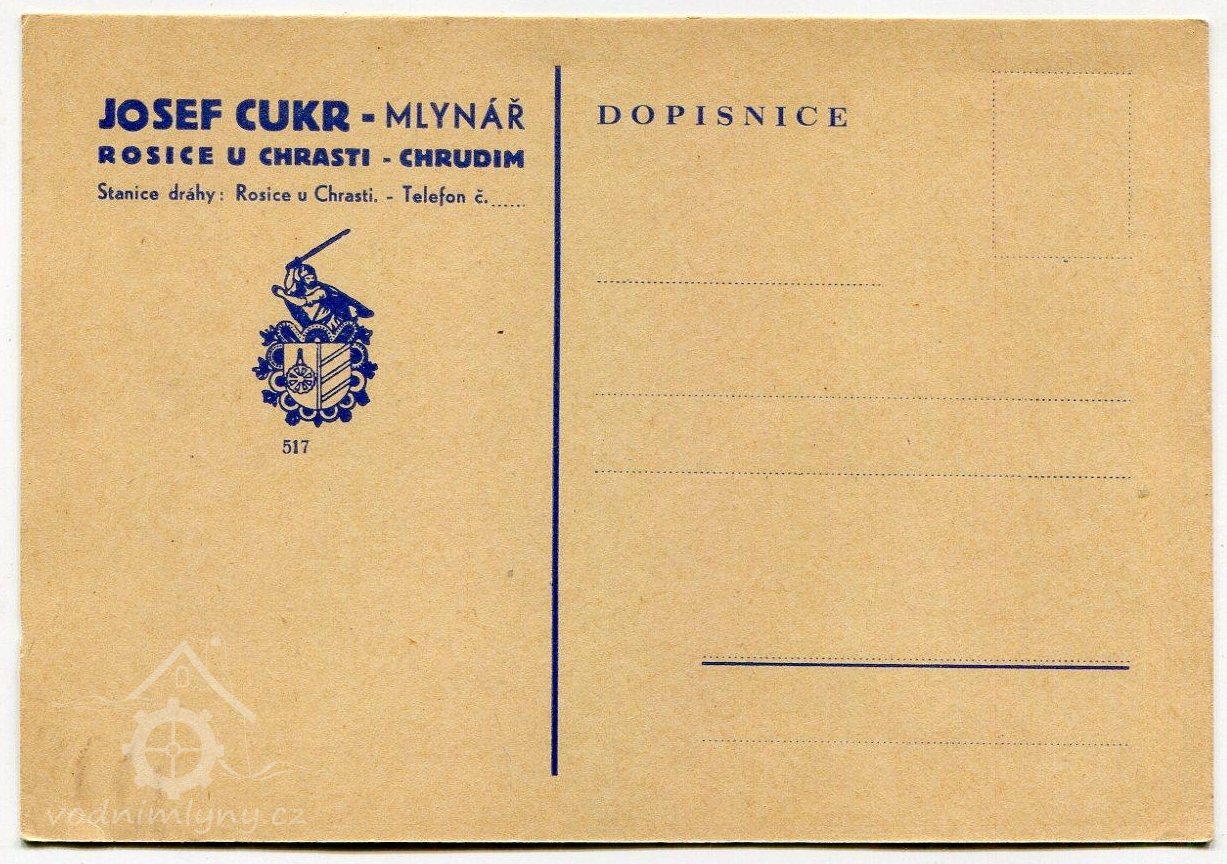 JOSEF CUKR - MLYNÁŘ
ROSICE U CHRASTI - CHRUDIM
Stanice dráhy: Rosice u Chrasti. - Telefon č.......
517
DOPISNICE
vodnimlyny.cz